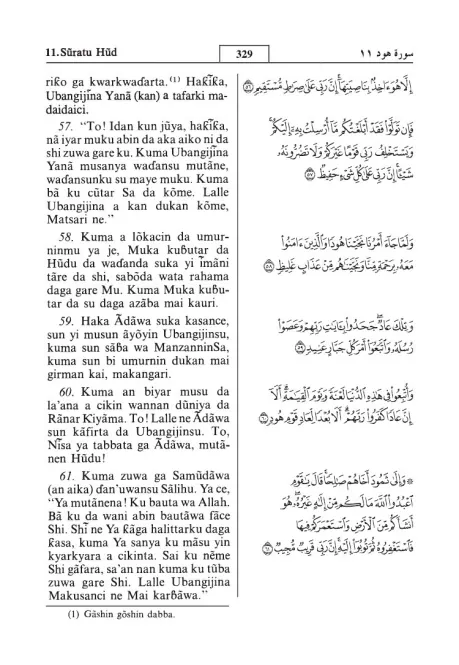 11. Sūratu Hūd
329
سورة هود ١١
riƙo ga kwarkwaɗarta.(1) Haƙīƙa,
Ubangijīna Yanā (kan) a tafarki ma-
daidaici.
57. "To! Idan kun jūya, haƙīƙa,
nā iyar muku abin da aka aiko ni da
shi zuwa gare ku. Kuma Ubangijīna
Yanā musanya waɗansu mutāne,
waɗansunku su maye muku. Kuma
bā ku cūtar Sa da kōme. Lalle
Ubangijina a kan dukan kōme,
Matsari ne."
58. Kuma a lōkacin da umur-
ninmu ya je, Muka kuɓutar da
Hūdu da waɗanda suka yi īmāni
tāre da shi, sabōda wata rahama
daga gare Mu. Kuma Muka kuɓu-
tar da su daga azāba mai kauri.
59. Haka Ādāwa suka kasance,
sun yi musun āyōyin Ubangijinsu,
kuma sun sāɓa wa ManzanninSa,
kuma sun bi umurnin dukan mai
girman kai, makangari.
60. Kuma an biyar musu da
la'ana a cikin wannan dūniya da
Rānar Kiyāma. To! Lalle ne Ādāwa
sun kāfirta da Ubangijinsu. To,
Nīsa ya tabbata ga Ādāwa, mutā-
nen Hūdu!
61. Kuma zuwa ga Samūdāwa
(an aika) ɗan'uwansu Sālihu. Ya ce,
"Ya mutānena! Ku bauta wa Allah.
Bā ku da wani abin bautāwa fāce
Shi. Shī ne Ya ƙāga halittarku daga
ƙasa, kuma Ya sanya ku māsu yin
kyarkyara a cikinta. Sai ku nēme
Shi gāfara, sa'an nan kuma ku tūba
zuwa gare Shi. Lalle Ubangijina
Makusanci ne Mai karɓāwa."
(1) Gāshin gōshin dabba.
إِلَّا هُوَ ءَاخِذٌۢ بِنَاصِيَتِهَآۚ إِنَّ رَبِّي عَلَىٰ صِرَٰطٖ مُّسۡتَقِيمٖ ٥٦
فَإِن تَوَلَّوۡاْ فَقَدۡ أَبۡلَغۡتُكُم مَّآ أُرۡسِلۡتُ بِهِۦٓ إِلَيۡكُمۡۚ
وَيَسۡتَخۡلِفُ رَبِّي قَوۡمًا غَيۡرَكُمۡ وَلَا تَضُرُّونَهُۥ
شَيۡـًٔاۚ إِنَّ رَبِّي عَلَىٰ كُلِّ شَيۡءٍ حَفِيظٞ ٥٧
وَلَمَّا جَآءَ أَمۡرُنَا نَجَّيۡنَا هُودٗا وَٱلَّذِينَ ءَامَنُواْ
مَعَهُۥ بِرَحۡمَةٖ مِّنَّا وَنَجَّيۡنَٰهُم مِّنۡ عَذَابٍ غَلِيظٖ ٥٨
وَتِلۡكَ عَادٞۖ جَحَدُواْ بِـَٔايَٰتِ رَبِّهِمۡ وَعَصَوۡاْ
رُسُلَهُۥ وَٱتَّبَعُوٓاْ أَمۡرَ كُلِّ جَبَّارٍ عَنِيدٖ ٥٩
وَأُتۡبِعُواْ فِي هَٰذِهِ ٱلدُّنۡيَا لَعۡنَةٗ وَيَوۡمَ ٱلۡقِيَٰمَةِۗ أَلَآ
إِنَّ عَادٗا كَفَرُواْ رَبَّهُمۡۗ أَلَا بُعۡدٗا لِّعَادٖ قَوۡمِ هُودٖ ٦٠
۞ وَإِلَىٰ ثَمُودَ أَخَاهُمۡ صَٰلِحٗاۚ قَالَ يَٰقَوۡمِ
ٱعۡبُدُواْ ٱللَّهَ مَا لَكُم مِّنۡ إِلَٰهٍ غَيۡرُهُۥۖ هُوَ
أَنشَأَكُم مِّنَ ٱلۡأَرۡضِ وَٱسۡتَعۡمَرَكُمۡ فِيهَا
فَٱسۡتَغۡفِرُوهُ ثُمَّ تُوبُوٓاْ إِلَيۡهِۚ إِنَّ رَبِّي قَرِيبٞ مُّجِيبٞ ٦١